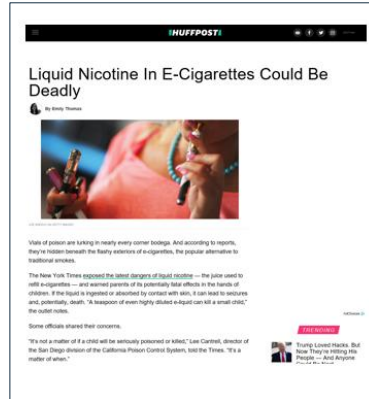 HUFFPOST
Liquid Nicotine In E-Cigarettes Could Be
Deadly
By Emily Thomas
Vials of poison are lurking in nearly every corner bodega. And according to reports,
they're hidden beneath the flashy exteriors of e-cigarettes, the popular alternative to
traditional smokes.
The New York Times exposed the latest dangers of liquid nicotine — the juice used to
refill e-cigarettes — and warned parents of its potentially fatal effects in the hands of
children. If the liquid is ingested or absorbed by contact with skin, it can lead to seizures
and, potentially, death. "A teaspoon of even highly diluted e-liquid can kill a small child,"
the outlet notes.
Some officials shared their concerns.
"It's not a matter of if a child will be seriously poisoned or killed," Lee Cantrell, director of
the San Diego division of the California Poison Control System, told the Times. "It's a
matter of when."
TRENDING
Trump Loved Hacks. But
Now They're Hitting His
People — And Anyone